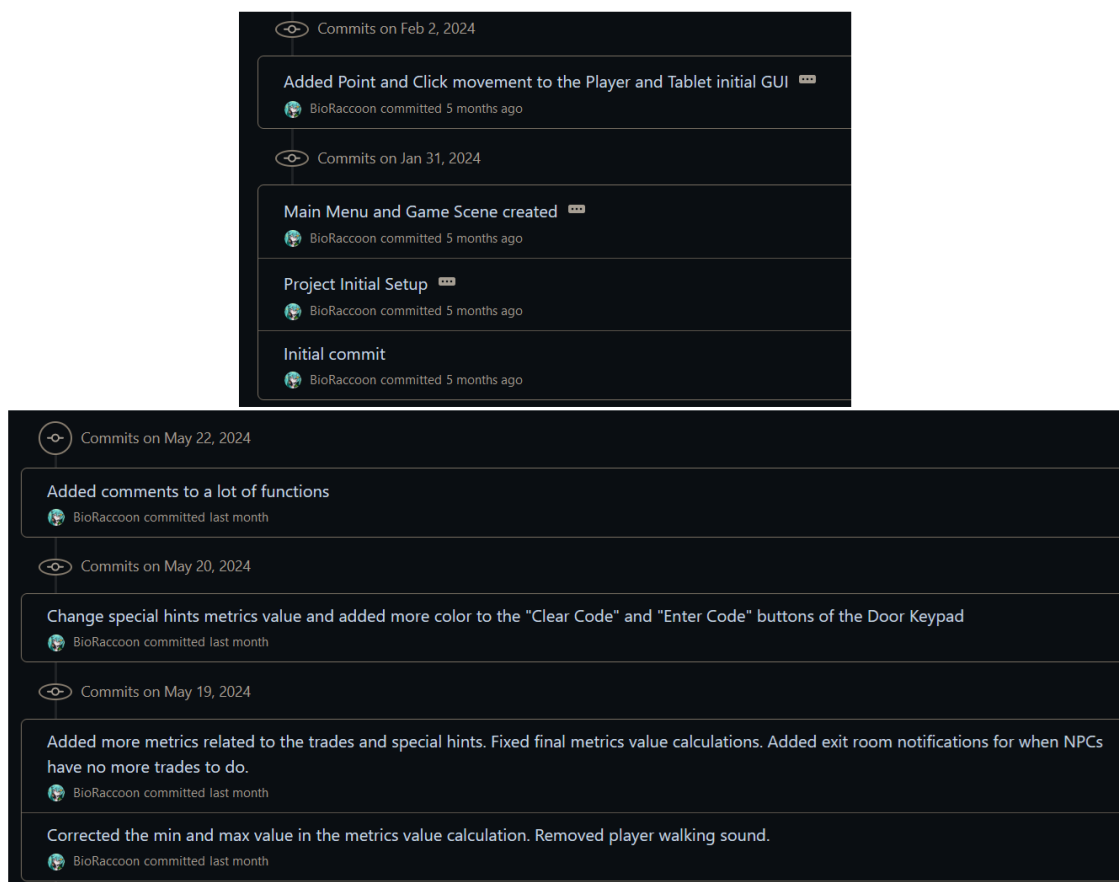 Commits on Feb 2, 2024
Added Point and Click movement to the Player and Tablet initial GUI
BioRaccoon committed 5 months ago
Commits on Jan 31, 2024
Main Menu and Game Scene created
BioRaccoon committed 5 months ago
Project Initial Setup
BioRaccoon committed 5 months ago
Initial commit
BioRaccoon committed 5 months ago
Commits on May 22, 2024
Added comments to a lot of functions
BioRaccoon committed last month
Commits on May 20, 2024
Change special hints metrics value and added more color to the "Clear Code" and "Enter Code" buttons of the Door Keypad
BioRaccoon committed last month
Commits on May 19, 2024
Added more metrics related to the trades and special hints. Fixed final metrics value calculations. Added exit room notifications for when NPCs
have no more trades to do.
BioRaccoon committed last month
Corrected the min and max value in the metrics value calculation. Removed player walking sound.
BioRaccoon committed last month